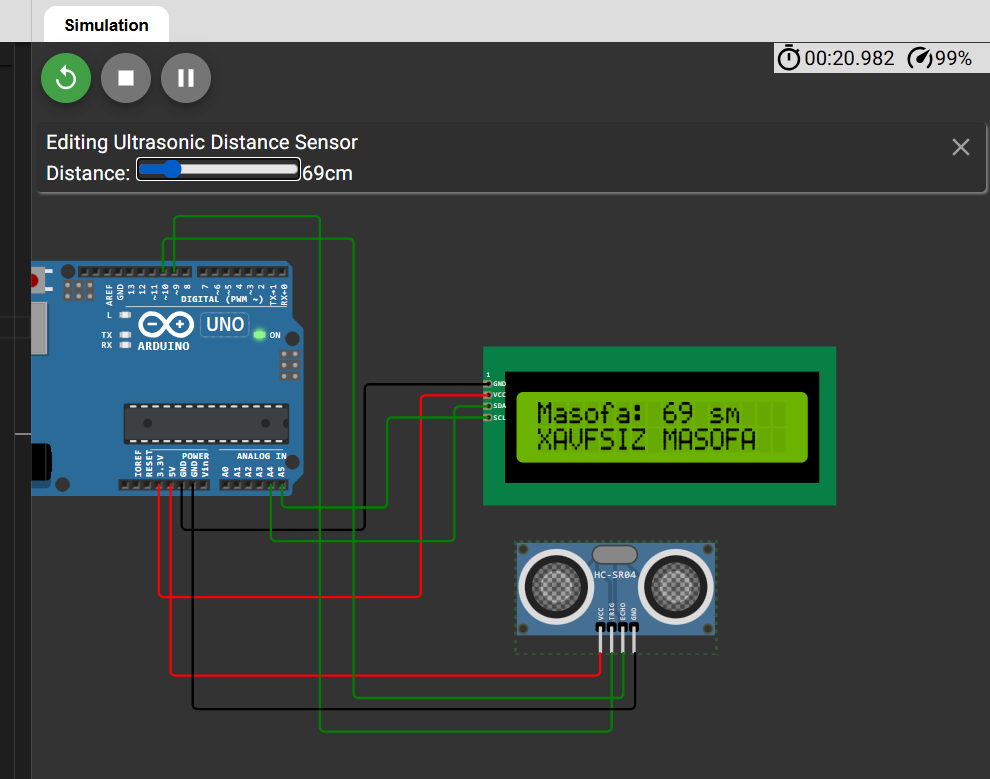 Simulation
00:20.982 99%
Editing Ultrasonic Distance Sensor
Distance: 69cm
AREF GND 13 12 ~11 ~10 ~9 8 7 ~6 ~5 4 ~3 2 TX→1 RX←0
DIGITAL (PWM ~)
L
UNO
TX
RX
ON
ARDUINO
POWER
ANALOG IN
IOREF RESET 3.3V 5V GND GND Vin A0 A1 A2 A3 A4 A5
1
GND
VCC
SDA
SCL
Masofa: 69 sm
XAVFSIZ MASOFA
HC-SR04
VCC TRIG ECHO GND